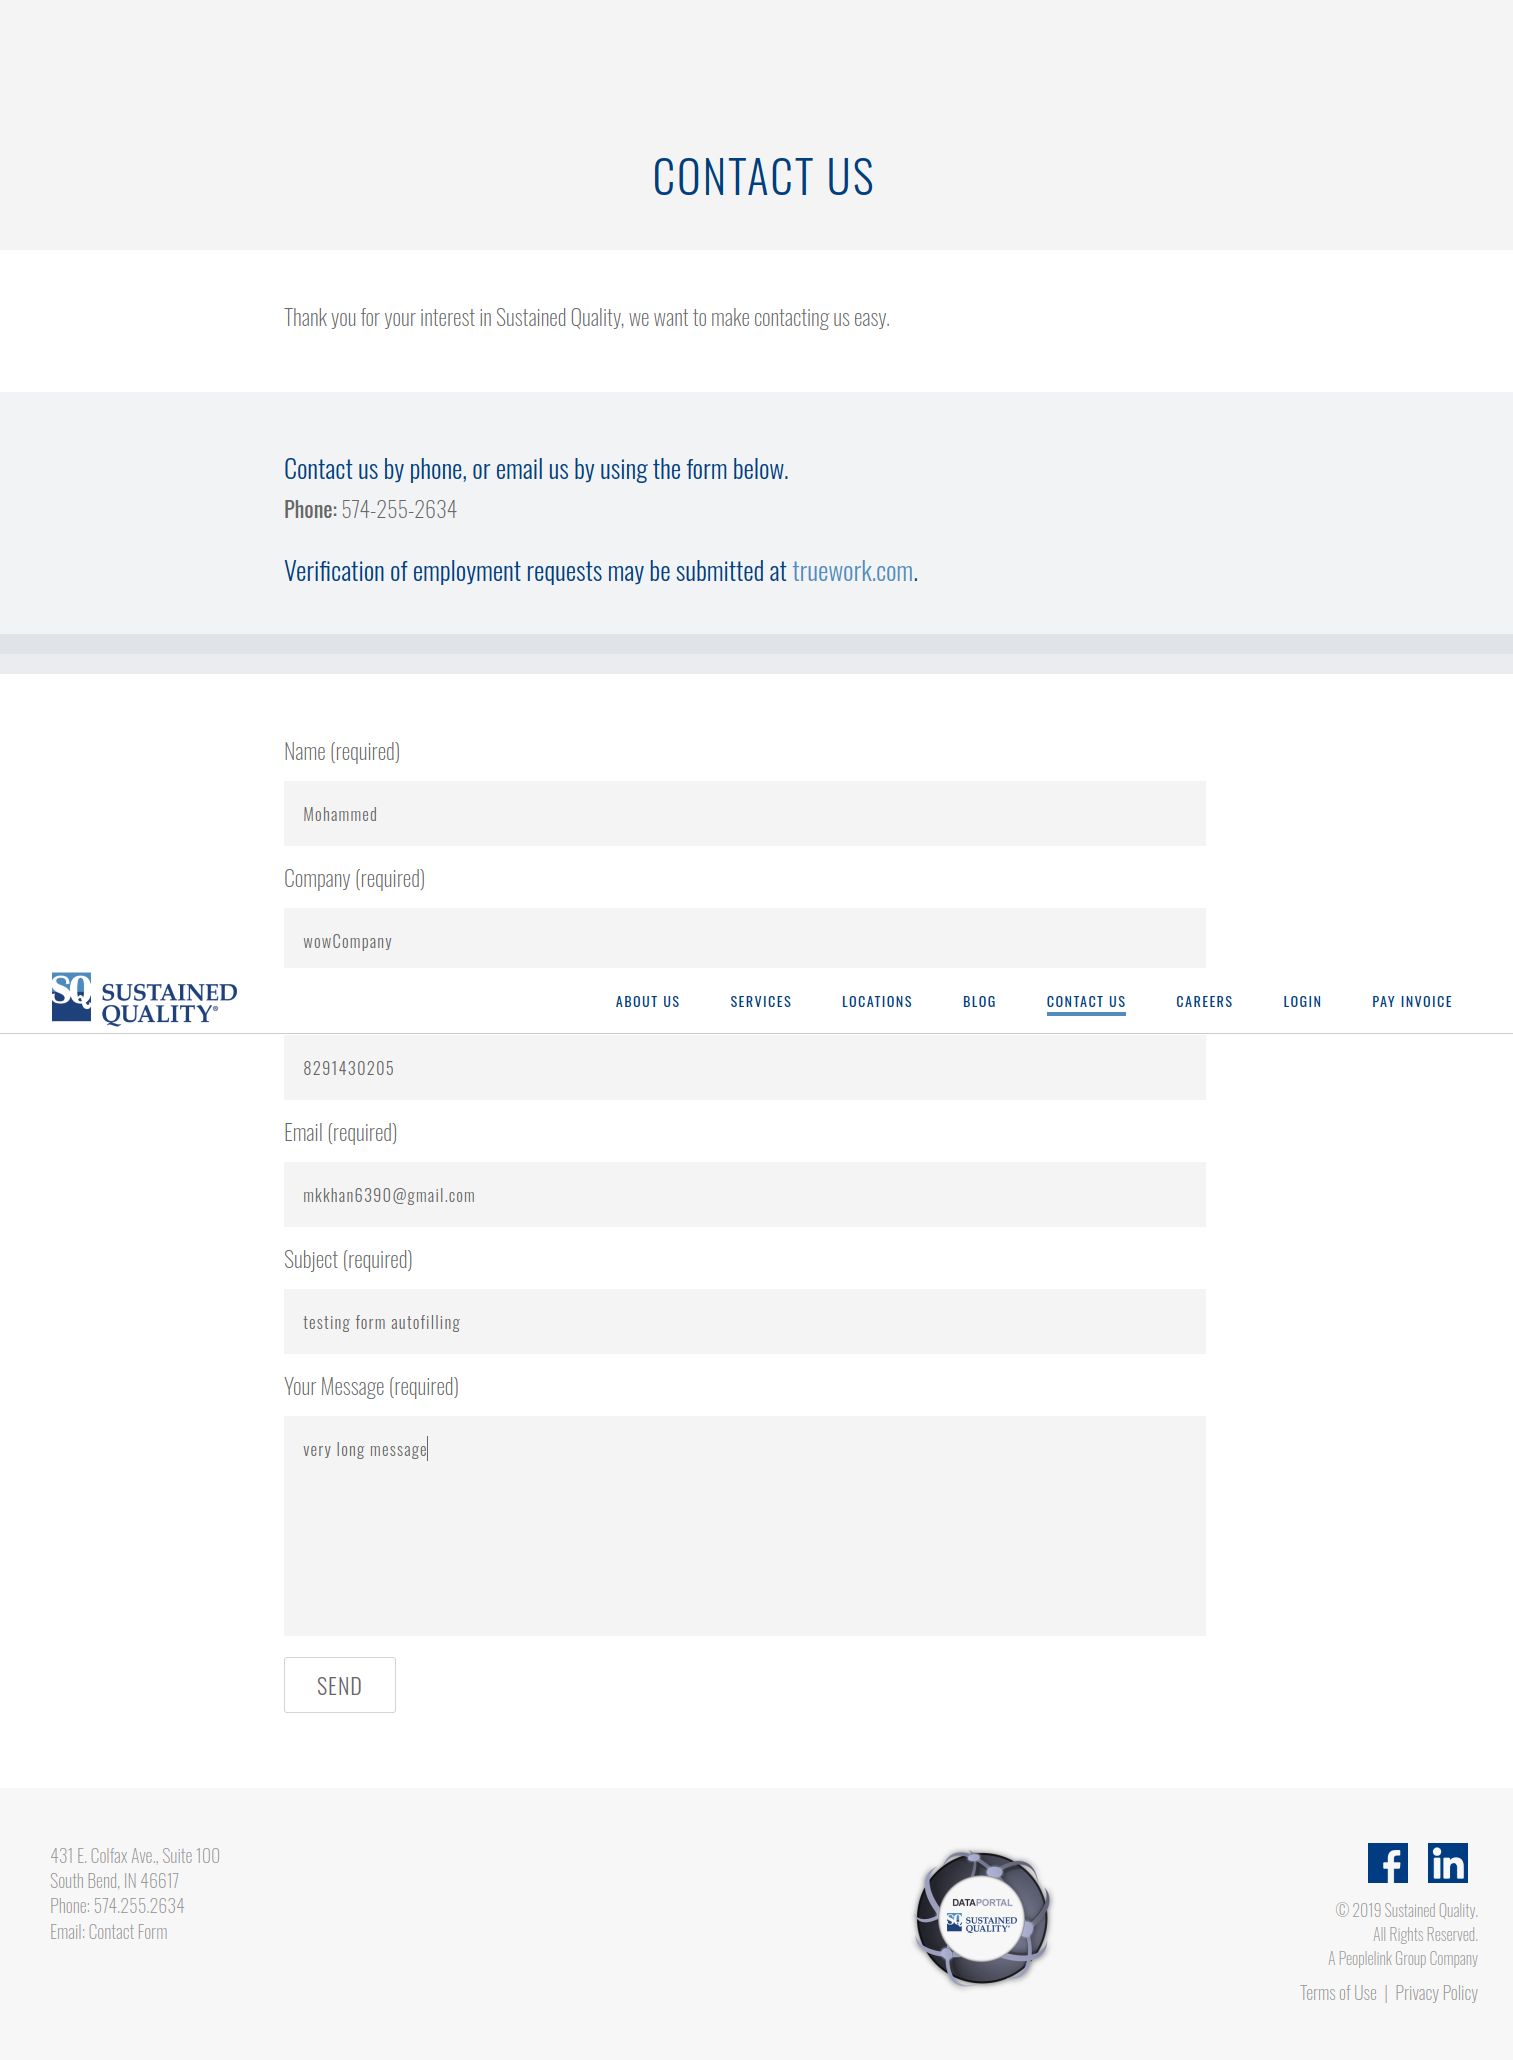 CONTACT US
Thank you for your interest in Sustained Quality, we want to make contacting us easy.
Contact us by phone, or email us by using the form below.
Phone: 574-255-2634
Verification of employment requests may be submitted at truework.com.
Name (required)
Mohammed
Company (required)
wowCompany
SQ SUSTAINED
QUALITY®
ABOUT US SERVICES LOCATIONS BLOG CONTACT US CAREERS LOGIN PAY INVOICE
8291430205
Email (required)
mkkhan6390@gmail.com
Subject (required)
testing form autofilling
Your Message (required)
very long message
SEND
431 E. Colfax Ave., Suite 100
South Bend, IN 46617
Phone: 574.255.2634
Email: Contact Form
DATAPORTAL
SQ SUSTAINED
QUALITY®
f in
© 2019 Sustained Quality.
All Rights Reserved.
A Peoplelink Group Company
Terms of Use | Privacy Policy